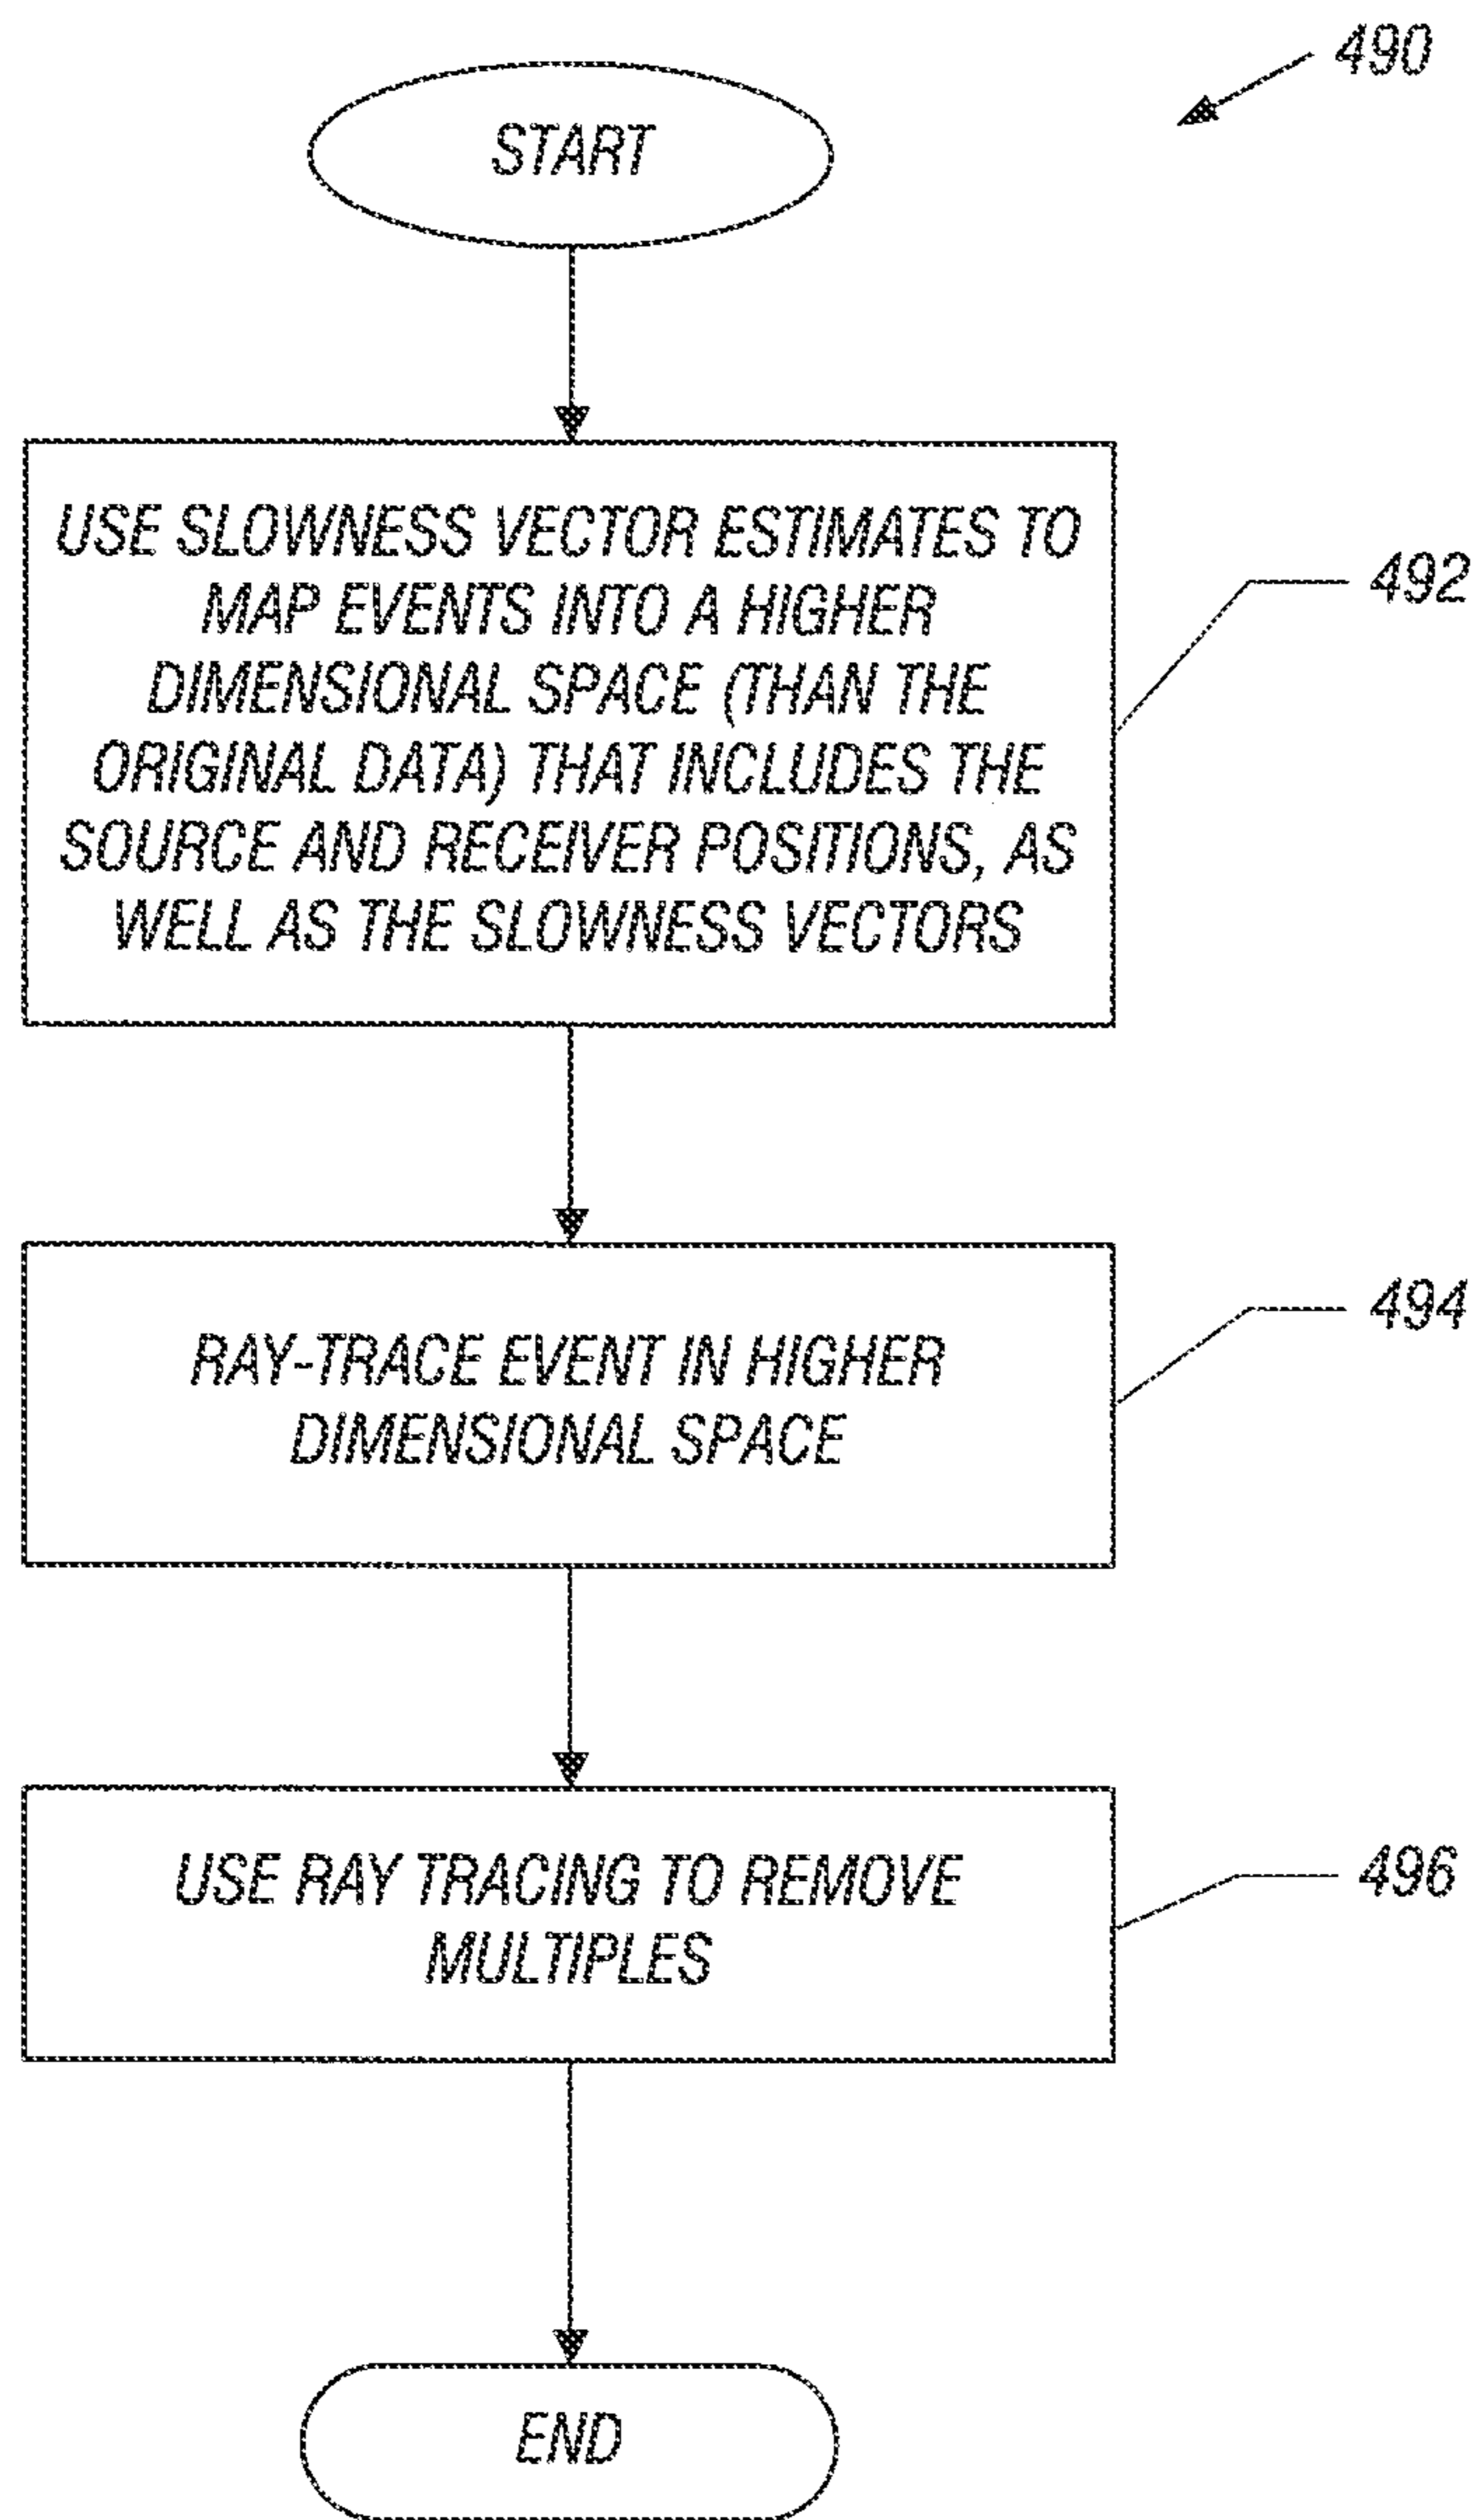 490
START
USE SLOWNESS VECTOR ESTIMATES TO
MAP EVENTS INTO A HIGHER
DIMENSIONAL SPACE (THAN THE
ORIGINAL DATA) THAT INCLUDES THE
SOURCE AND RECEIVER POSITIONS, AS
WELL AS THE SLOWNESS VECTORS
492
RAY-TRACE EVENT IN HIGHER
DIMENSIONAL SPACE
494
USE RAY TRACING TO REMOVE
MULTIPLES
496
END